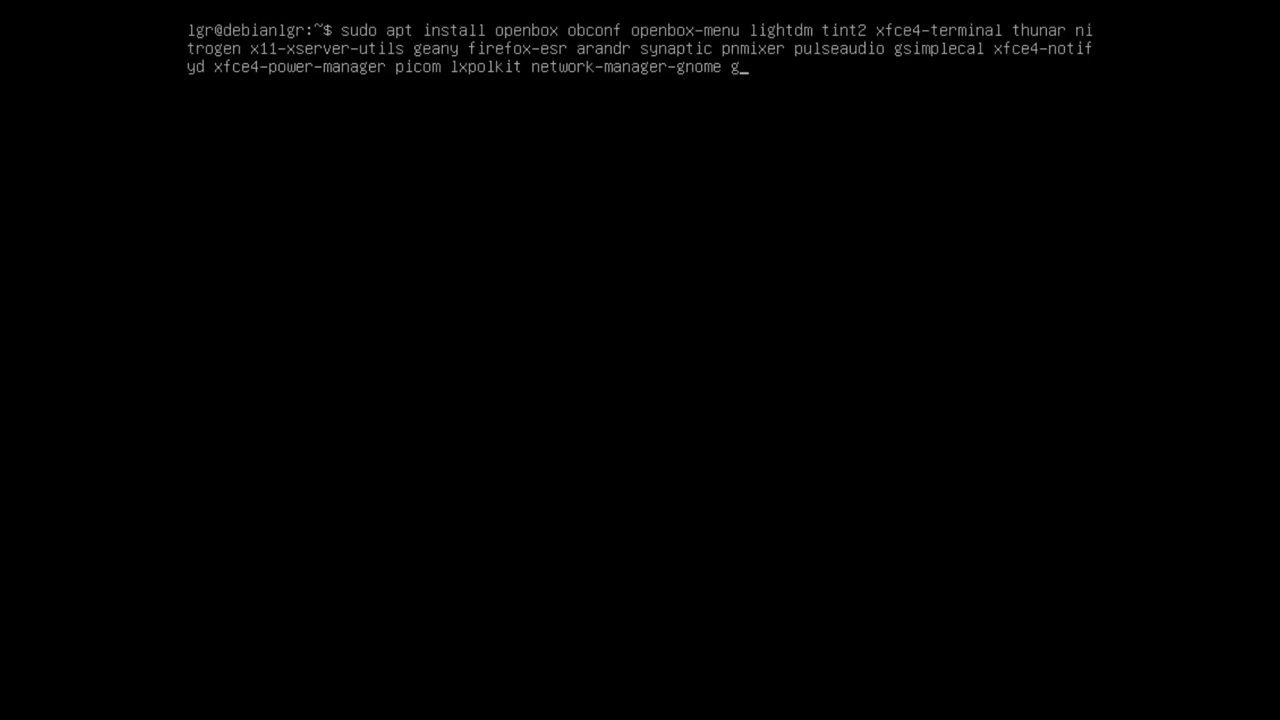 lgr@debianlgr:~$ sudo apt install openbox obconf openbox-menu lightdm tint2 xfce4-terminal thunar ni
trogen x11-xserver-utils geany firefox-esr arandr synaptic pnmixer pulseaudio gsimplecal xfce4-notif
yd xfce4-power-manager picom lxpolkit network-manager-gnome g_